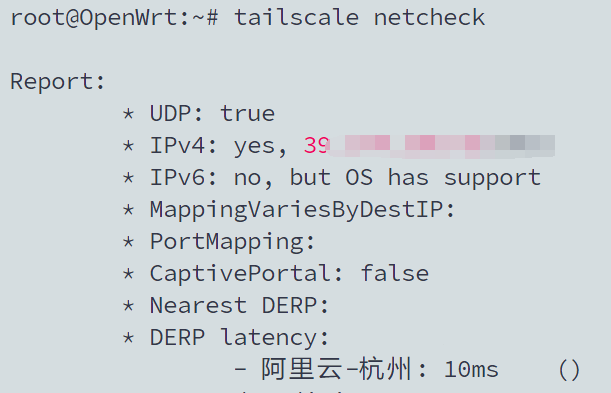 root@OpenWrt:~# tailscale netcheck
Report:
* UDP: true
* IPv4: yes, 39
* IPv6: no, but OS has support
* MappingVariesByDestIP:
* PortMapping:
* CaptivePortal: false
* Nearest DERP:
* DERP latency:
- 阿里云-杭州: 10ms ()